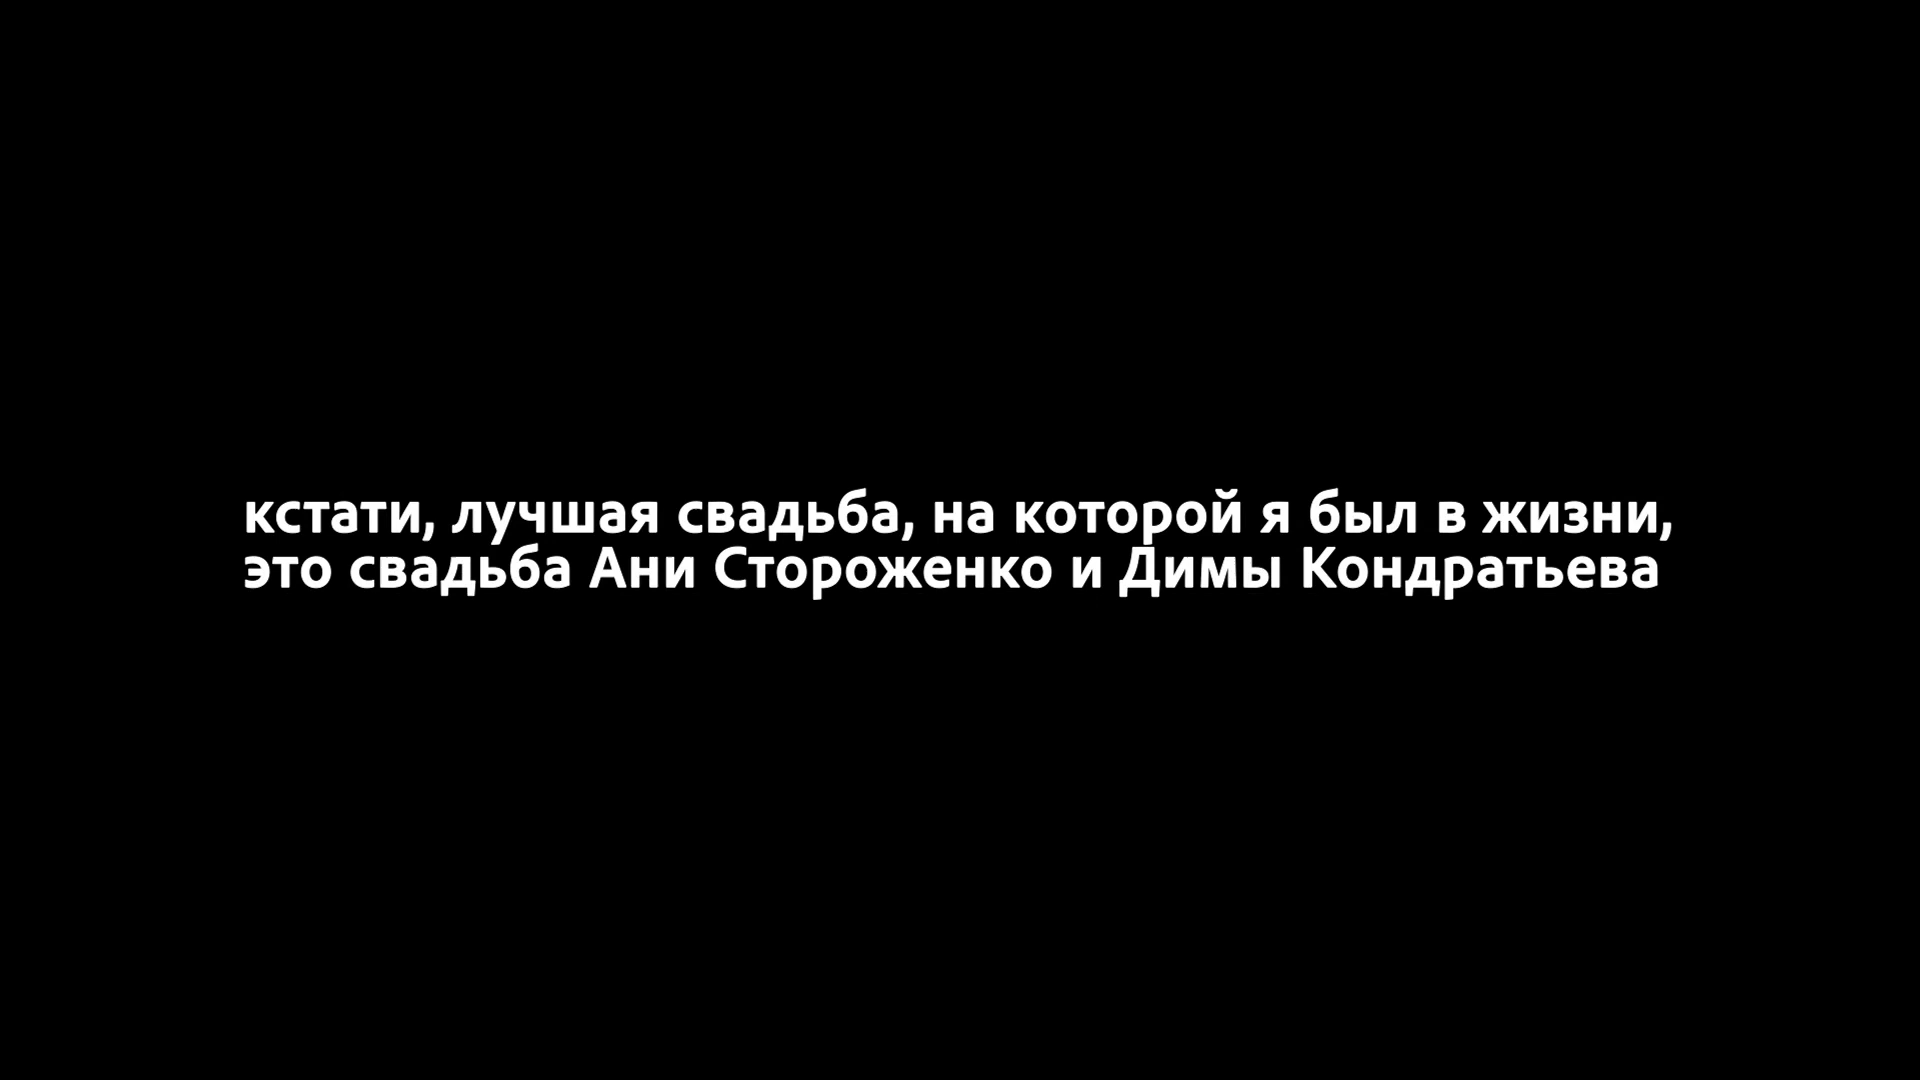 кстати, лучшая свадьба, на которой я был в жизни,
это свадьба Ани Стороженко и Димы Кондратьева